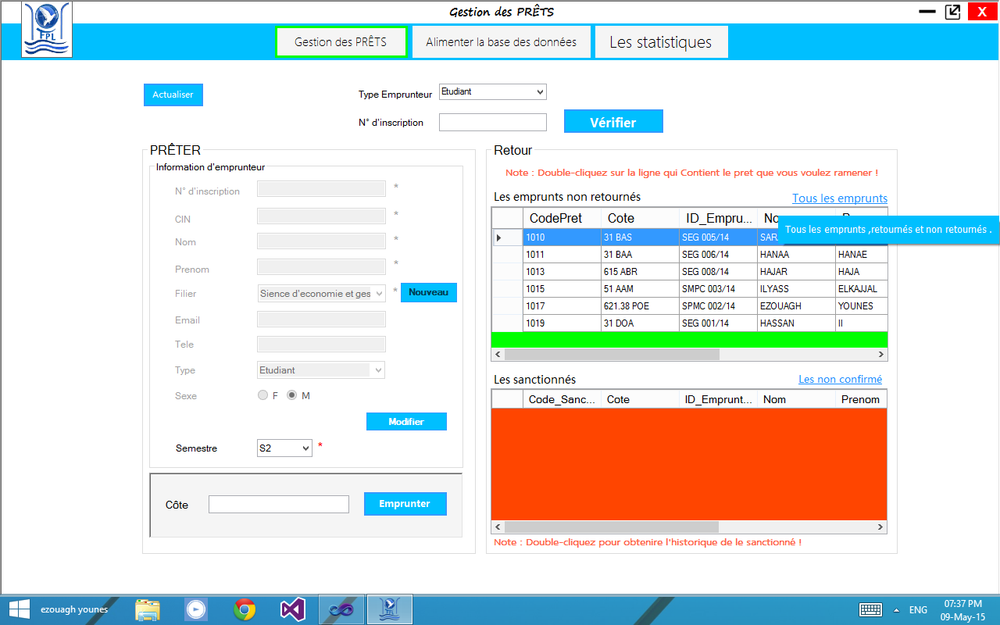 Gestion des PRÊTS
X
FPL
Gestion des PRÊTS
Alimenter la base des données
Les statistiques
Actualiser
Type Emprunteur Etudiant
N° d'inscription
Vérifier
PRÊTER
Information d'emprunteur
N° d'inscription *
CIN *
Nom *
Prenom *
Filier Sience d'economie et ges * Nouveau
Email
Tele
Type Etudiant
Sexe F M
Modifier
Semestre S2 *
Côte Emprunter
Retour
Note : Double-cliquez sur la ligne qui Contient le pret que vous voulez ramener !
Les emprunts non retournés Tous les emprunts
CodePret Cote ID_Empru...
Tous les emprunts ,retournés et non retournés .
1010 31 BAS SEG 005/14
1011 31 BAA SEG 006/14 HANAA HANAE
1013 615 ABR SEG 008/14 HAJAR HAJA
1015 51 AAM SMPC 003/14 ILYASS ELKAJJAL
1017 621.38 POE SPMC 002/14 EZOUAGH YOUNES
1019 31 DOA SEG 001/14 HASSAN II
Les sanctionnés Les non confirmé
Code_Sanc... Cote ID_Emprunt... Nom Prenom
Note : Double-cliquez pour obtenire l'historique de le sanctionné !
ezouagh younes
ENG
07:37 PM
09-May-15